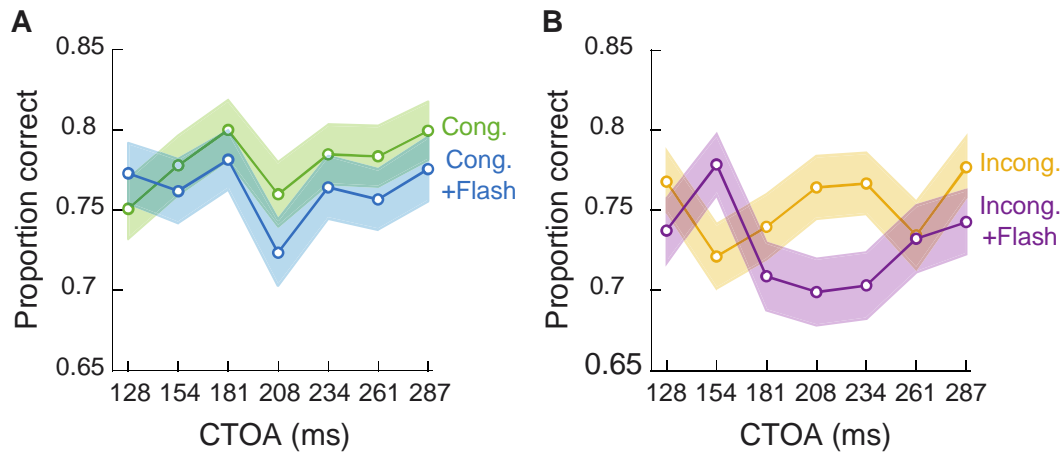 A
Proportion correct
0.85
0.8
0.75
0.7
0.65
128 154 181 208 234 261 287
CTOA (ms)
Cong.
Cong.
+Flash
B
Proportion correct
0.85
0.8
0.75
0.7
0.65
128 154 181 208 234 261 287
CTOA (ms)
Incong.
Incong.
+Flash